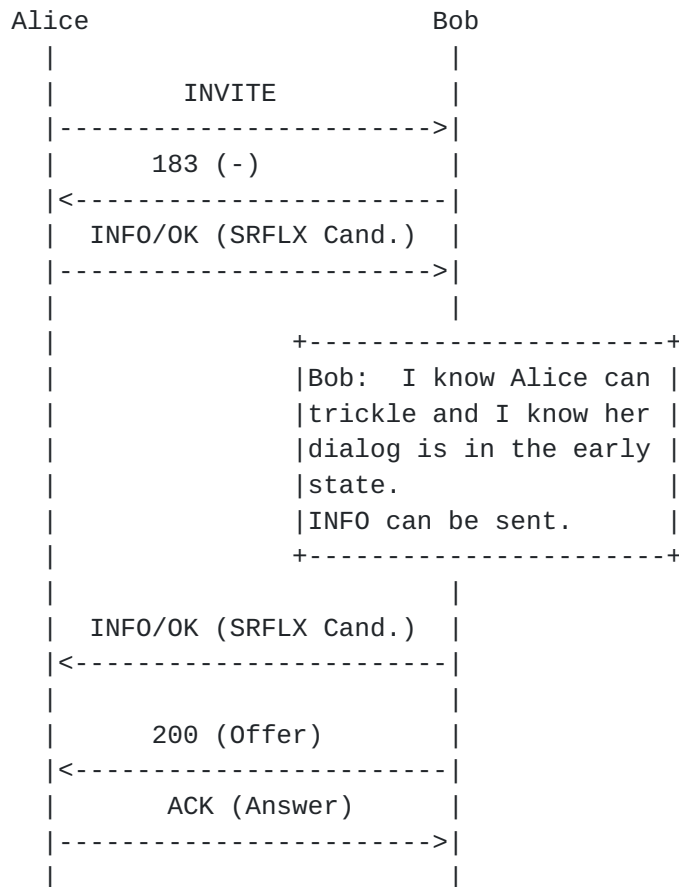 Alice Bob
INVITE
183 (-)
INFO/OK (SRFLX Cand.)
Bob: I know Alice can
trickle and I know her
dialog is in the early
state.
INFO can be sent.
INFO/OK (SRFLX Cand.)
200 (Offer)
ACK (Answer)